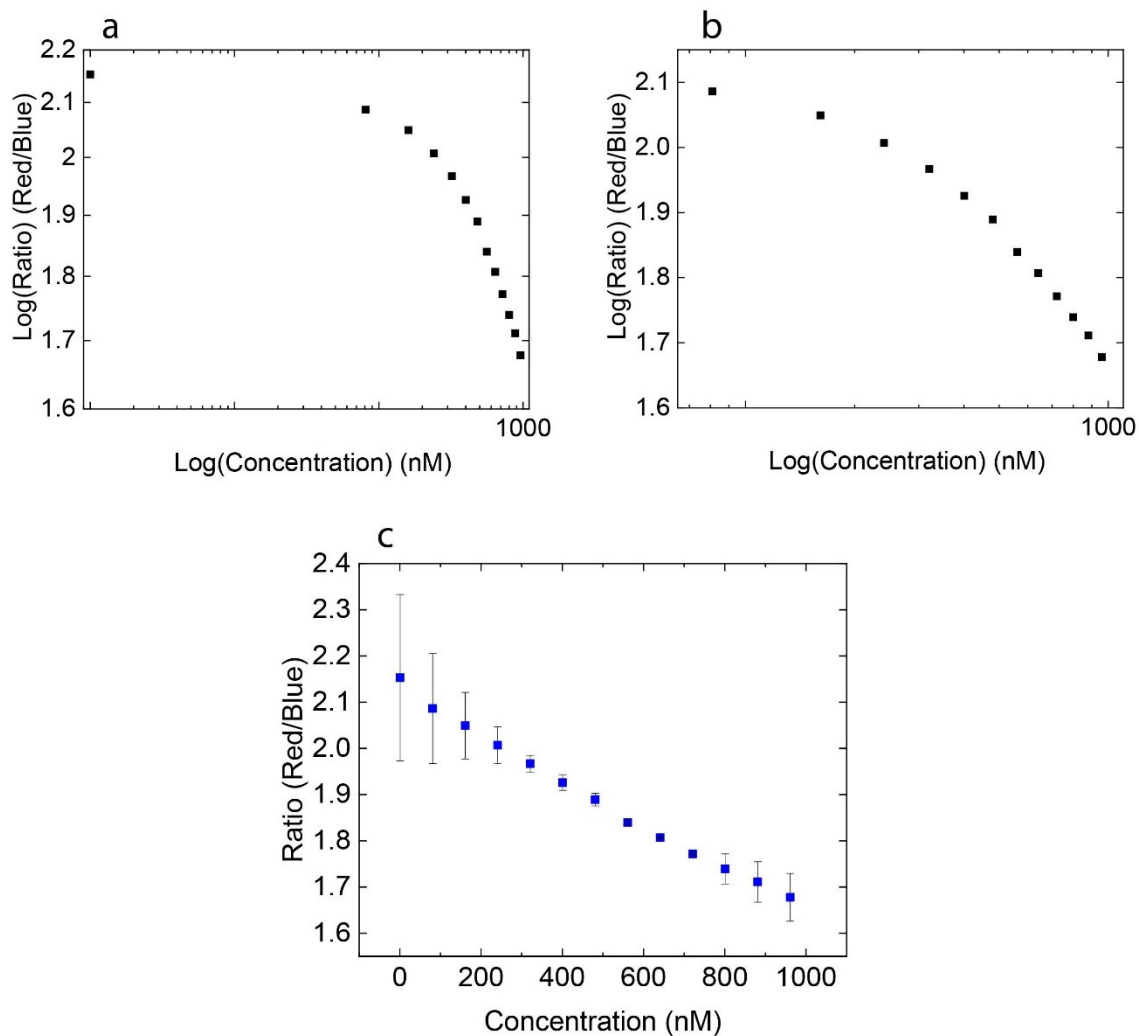 a
2.2
2.1
2
1.9
1.8
1.7
1.6
Log(Ratio) (Red/Blue)
1000
Log(Concentration) (nM)
b
2.1
2.0
1.9
1.8
1.7
1.6
Log(Ratio) (Red/Blue)
1000
Log(Concentration) (nM)
c
2.4
2.3
2.2
2.1
2.0
1.9
1.8
1.7
1.6
Ratio (Red/Blue)
0 200 400 600 800 1000
Concentration (nM)